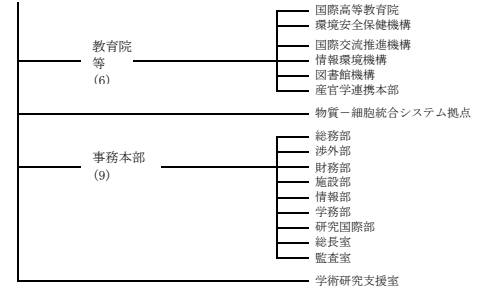 国際高等教育院
環境安全保健機構
教育院
等
(6)
国際交流推進機構
情報環境機構
図書館機構
産官学連携本部
物質－細胞統合システム拠点
事務本部
(9)
総務部
渉外部
財務部
施設部
情報部
学務部
研究国際部
総長室
監査室
学術研究支援室